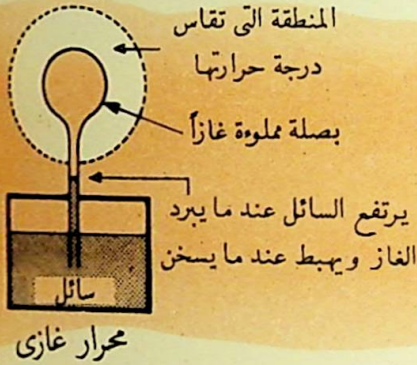 المنطقة التى تقاس
درجة حرارتها
بصلة مملوءة غازاً
يرتفع السائل عند ما يبرد
الغاز ويهبط عند ما يسخن
سائل
محرار غازى